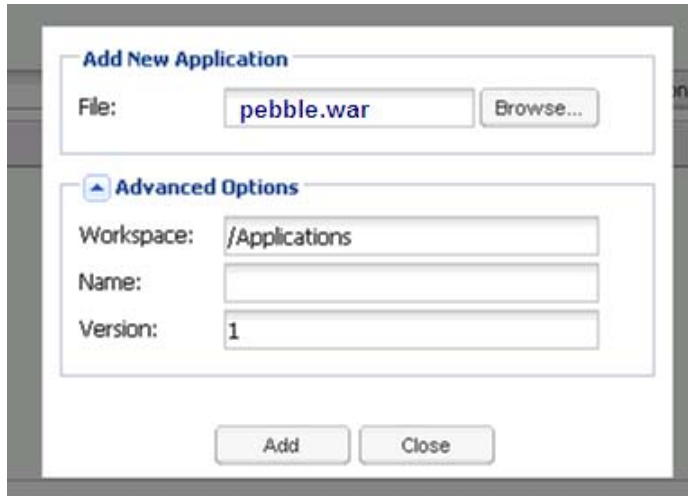 Add New Application
File: pebble.war Browse...
Advanced Options
Workspace: /Applications
Name:
Version: 1
Add Close